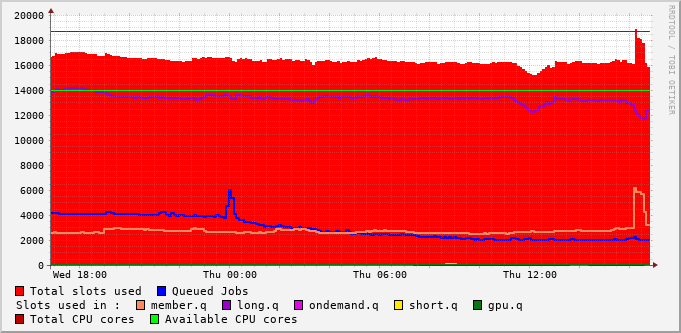 20000
18000
16000
14000
12000
10000
8000
6000
4000
2000
0
Wed 18:00 Thu 00:00 Thu 06:00 Thu 12:00
RRDTOOL / TOBI OETIKER
Total slots used Queued Jobs
Slots used in : member.q long.q ondemand.q short.q gpu.q
Total CPU cores Available CPU cores